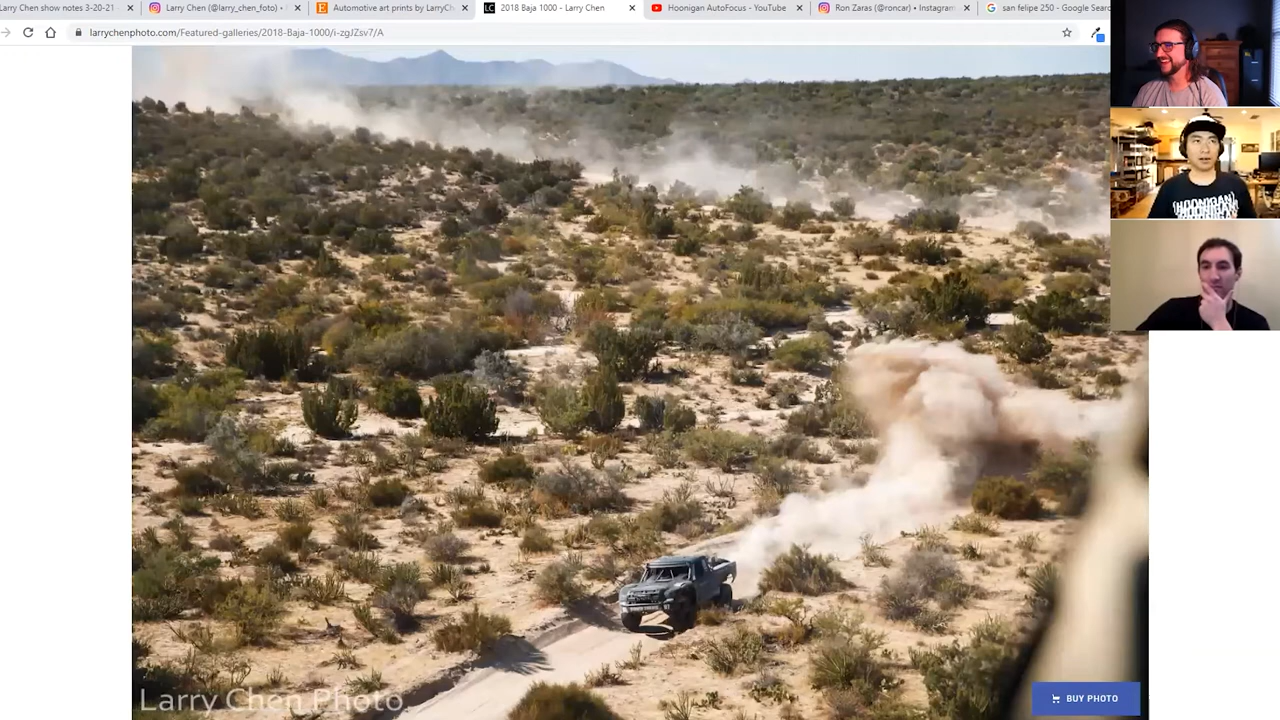 Larry Chen show notes 3-20-21
Larry Chen (@larry_chen_foto) •
Automotive art prints by LarryCh
LC
2018 Baja 1000 - Larry Chen
Hoonigan AutoFocus - YouTube
Ron Zaras (@roncar) • Instagram
san felipe 250 - Google Searc
larrychenphoto.com/Featured-galleries/2018-Baja-1000/i-zgJZsv7/A
HOONIGAN
Larry Chen Photo.
BUY PHOTO